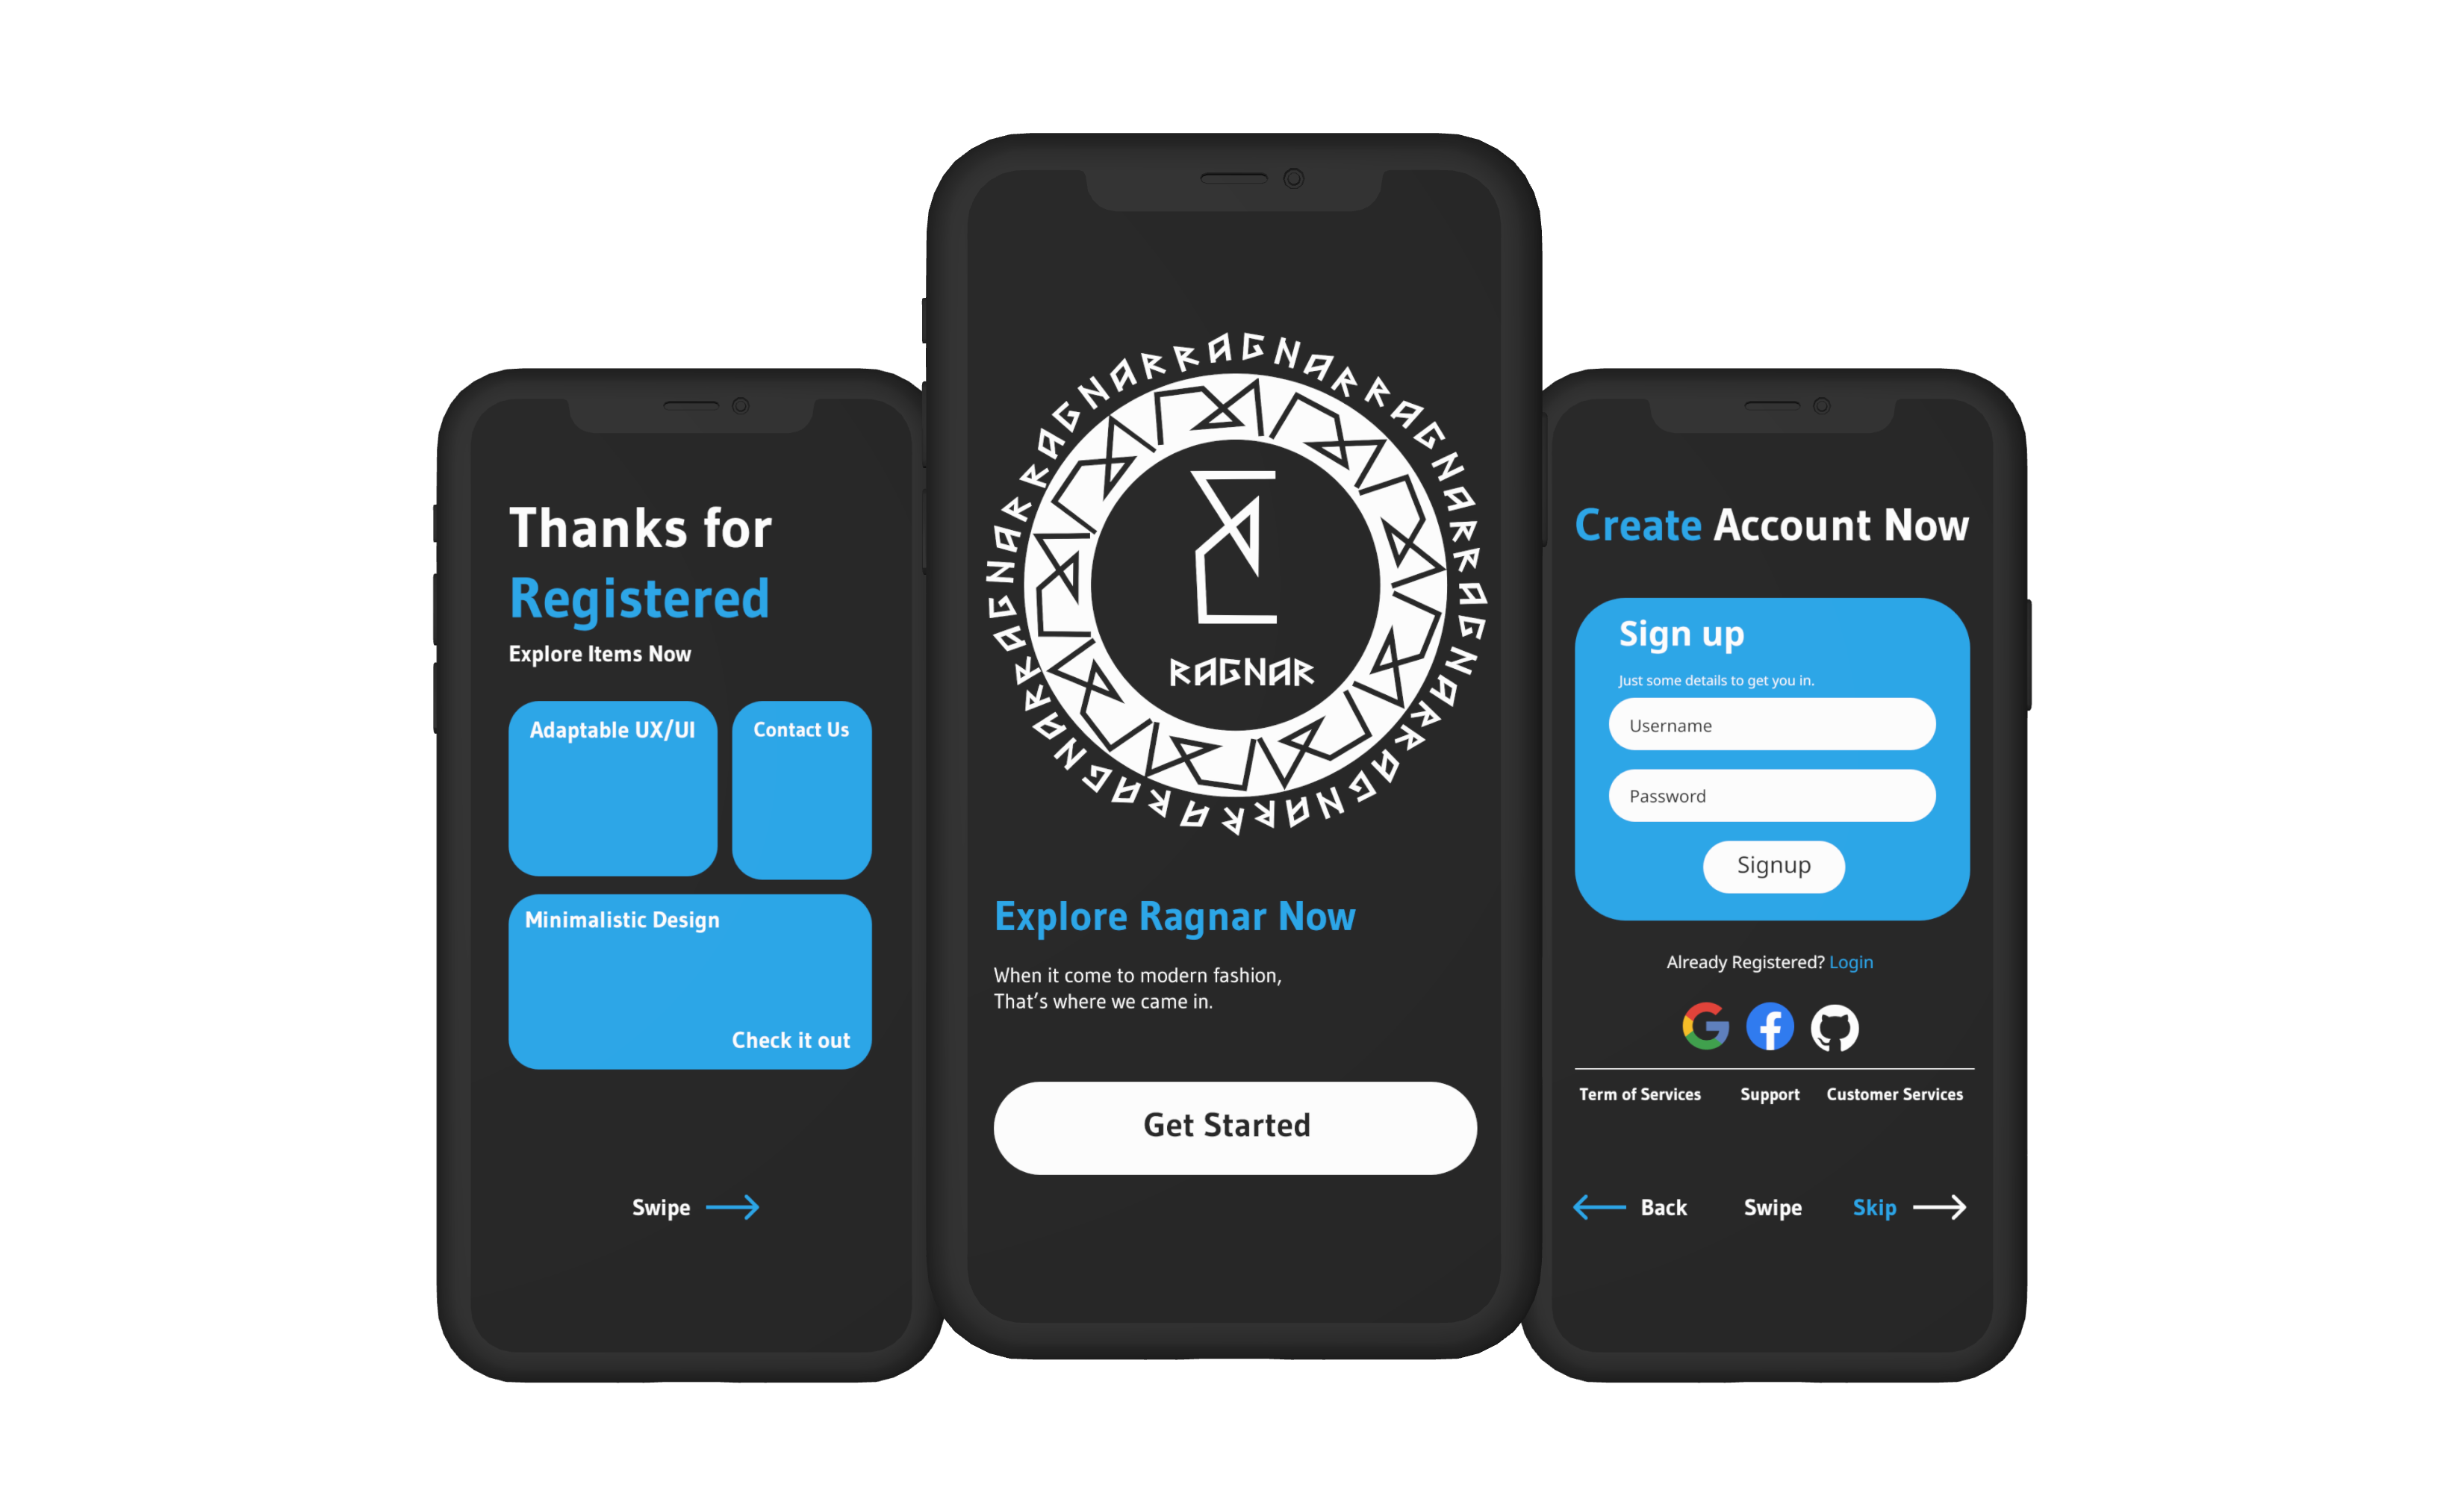 Thanks for
Registered
Explore Items Now
Adaptable UX/UI
Contact Us
Minimalistic Design
Check it out
Swipe
RAGNARRAGNARRAGNARRAGNARRAGNARRARAGNARRAGNAR
RAGNAR
Explore Ragnar Now
When it come to modern fashion,
That’s where we came in.
Get Started
Create Account Now
Sign up
Just some details to get you in.
Username
Password
Signup
Already Registered? Login
Term of Services Support Customer Services
Back Swipe Skip